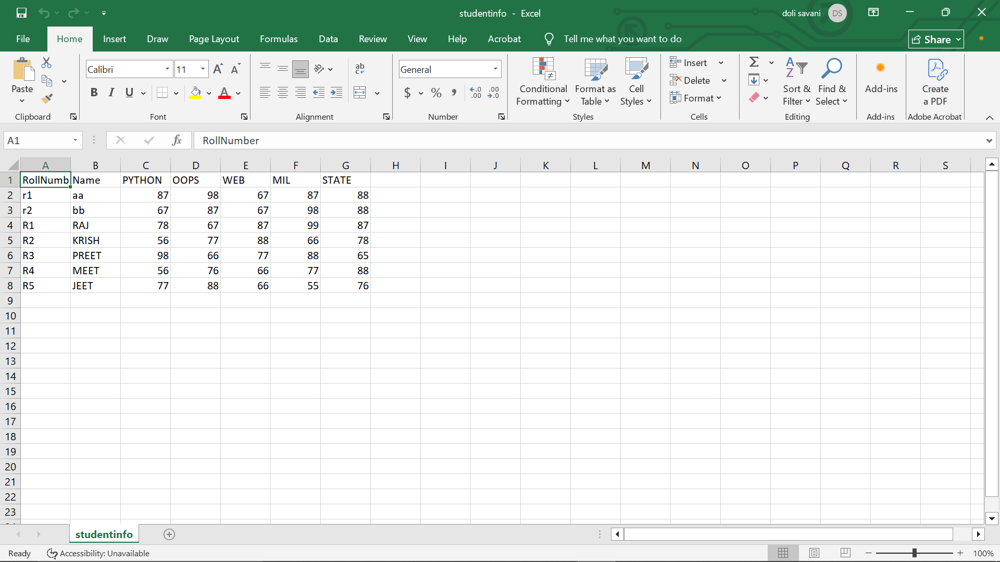 studentinfo - Excel
doli savani DS
File Home Insert Draw Page Layout Formulas Data Review View Help Acrobat Tell me what you want to do Share
Paste
Clipboard
Calibri 11
B I U A
Font
ab
Alignment
General
$ % ,
Number
Conditional Formatting
Format as Table
Cell Styles
Styles
Insert
Delete
Format
Cells
Sort & Filter
Find & Select
Editing
Add-ins
Add-ins
Create a PDF
Adobe Acrobat
A1 fx RollNumber
A B C D E F G H I J K L M N O P Q R S
1 RollNumb Name PYTHON OOPS WEB MIL STATE
2 r1 aa 87 98 67 87 88
3 r2 bb 67 87 67 98 88
4 R1 RAJ 78 67 87 99 87
5 R2 KRISH 56 77 88 66 78
6 R3 PREET 98 66 77 88 65
7 R4 MEET 56 76 66 77 88
8 R5 JEET 77 88 66 55 76
9
10
11
12
13
14
15
16
17
18
19
20
21
22
23
studentinfo
Ready Accessibility: Unavailable 100%